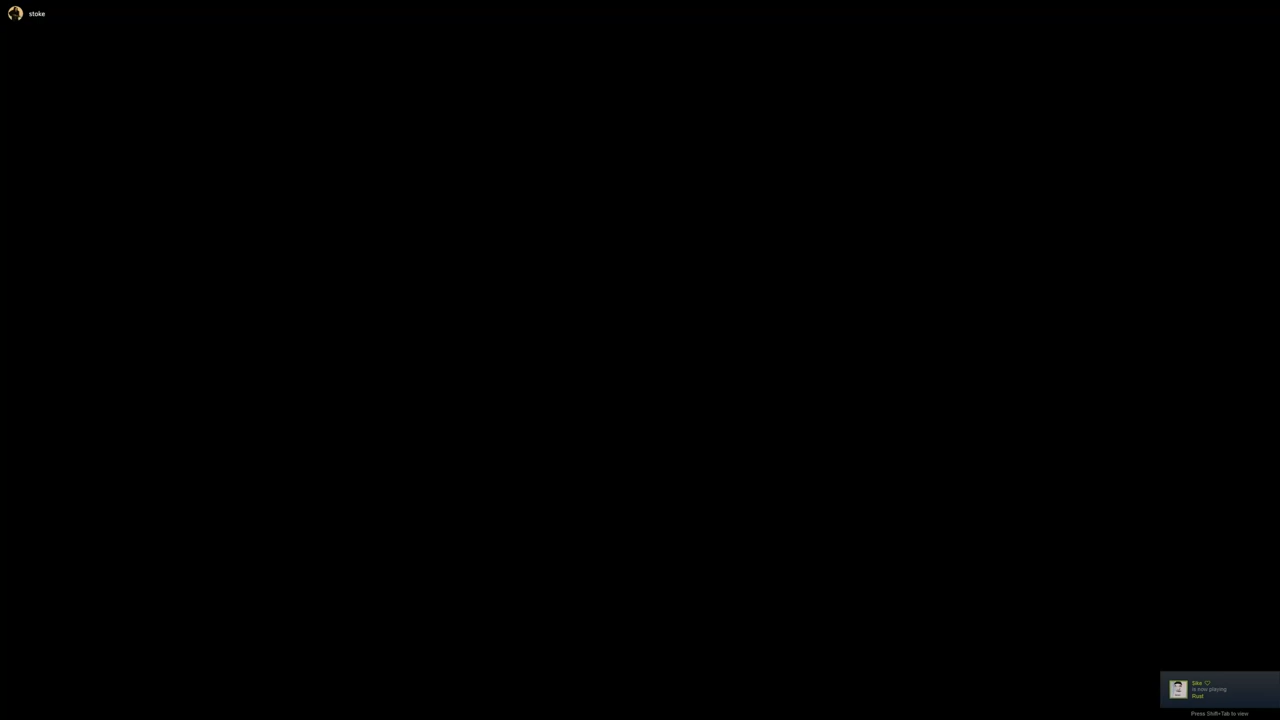 stoke
Sike ♡
is now playing
Rust
Press Shift+Tab to view